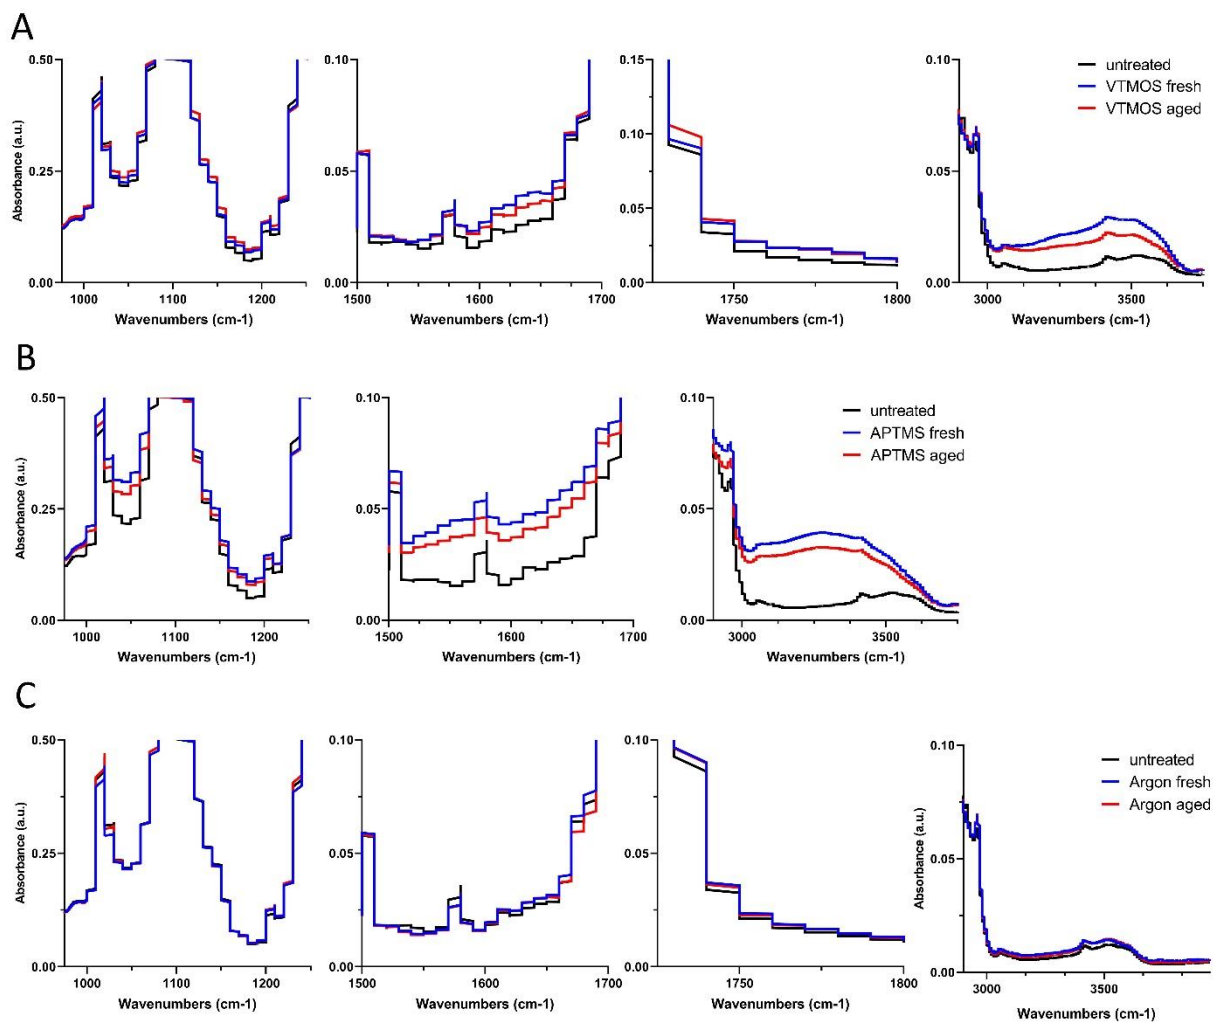 A
0.50
0.25
0.00
Absorbance (a.u.)
1000
1100
1200
Wavenumbers (cm-1)
0.10
0.05
0.00
1500
1600
1700
Wavenumbers (cm-1)
0.15
0.10
0.05
0.00
1750
1800
Wavenumbers (cm-1)
0.10
0.05
0.00
3000
3500
Wavenumbers (cm-1)
untreated
VTMOS fresh
VTMOS aged
B
0.50
0.25
0.00
Absorbance (a.u.)
1000
1100
1200
Wavenumbers (cm-1)
0.10
0.05
0.00
1500
1600
1700
Wavenumbers (cm-1)
0.10
0.05
0.00
3000
3500
Wavenumbers (cm-1)
untreated
APTMS fresh
APTMS aged
C
0.50
0.25
0.00
Absorbance (a.u.)
1000
1100
1200
Wavenumbers (cm-1)
0.10
0.05
0.00
1500
1600
1700
Wavenumbers (cm-1)
0.10
0.05
0.00
1750
1800
Wavenumbers (cm-1)
0.10
0.05
0.00
Absorbance (a.u.)
3000
3500
Wavenumbers (cm-1)
untreated
Argon fresh
Argon aged